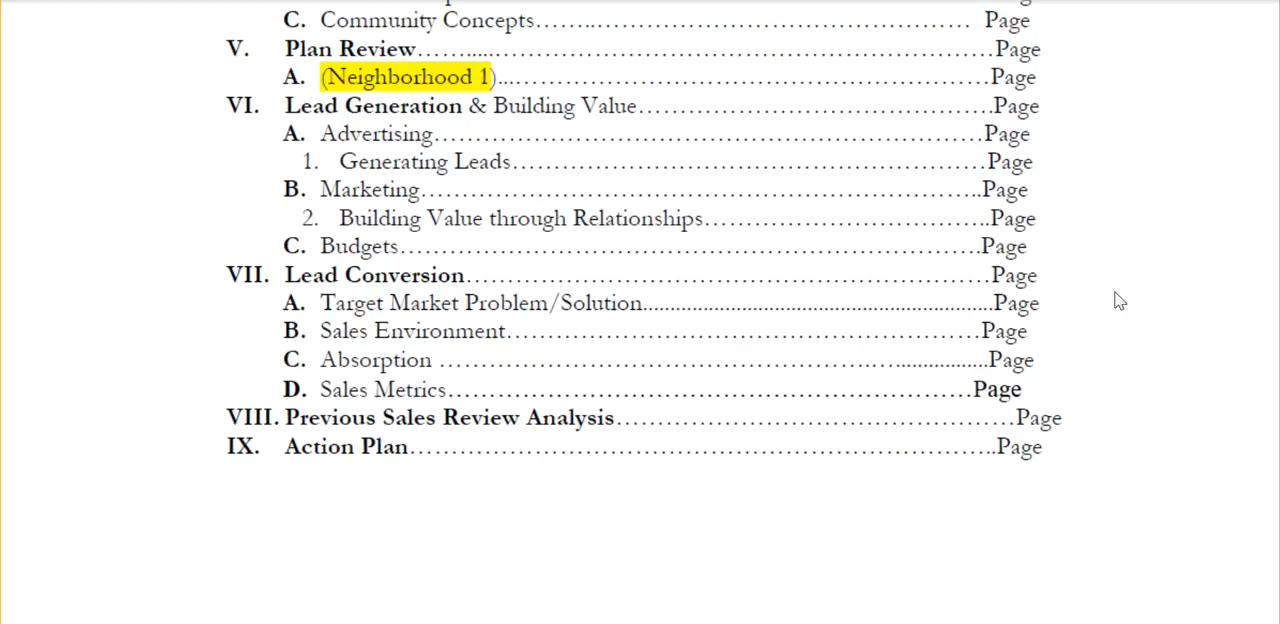 C. Community Concepts……..……………………………………………… Page
V. Plan Review…….....………………………………………………………………Page
A. (Neighborhood 1)...……………………………………………………………Page
VI. Lead Generation & Building Value……………………………………………..Page
A. Advertising………………………………………………………………………Page
1. Generating Leads……………………………………………………………Page
B. Marketing………………………………………………………………………..Page
2. Building Value through Relationships…………………………………..Page
C. Budgets…………………………………………………………………………..Page
VII. Lead Conversion……………………………………………………………………..Page
A. Target Market Problem/Solution..........................................................................Page
B. Sales Environment……………………………………………………………..Page
C. Absorption ………………………………………………………...................Page
D. Sales Metrics……………………………………………………………………..Page
VIII. Previous Sales Review Analysis…………………………………………………Page
IX. Action Plan…………………………………………………………………………..Page